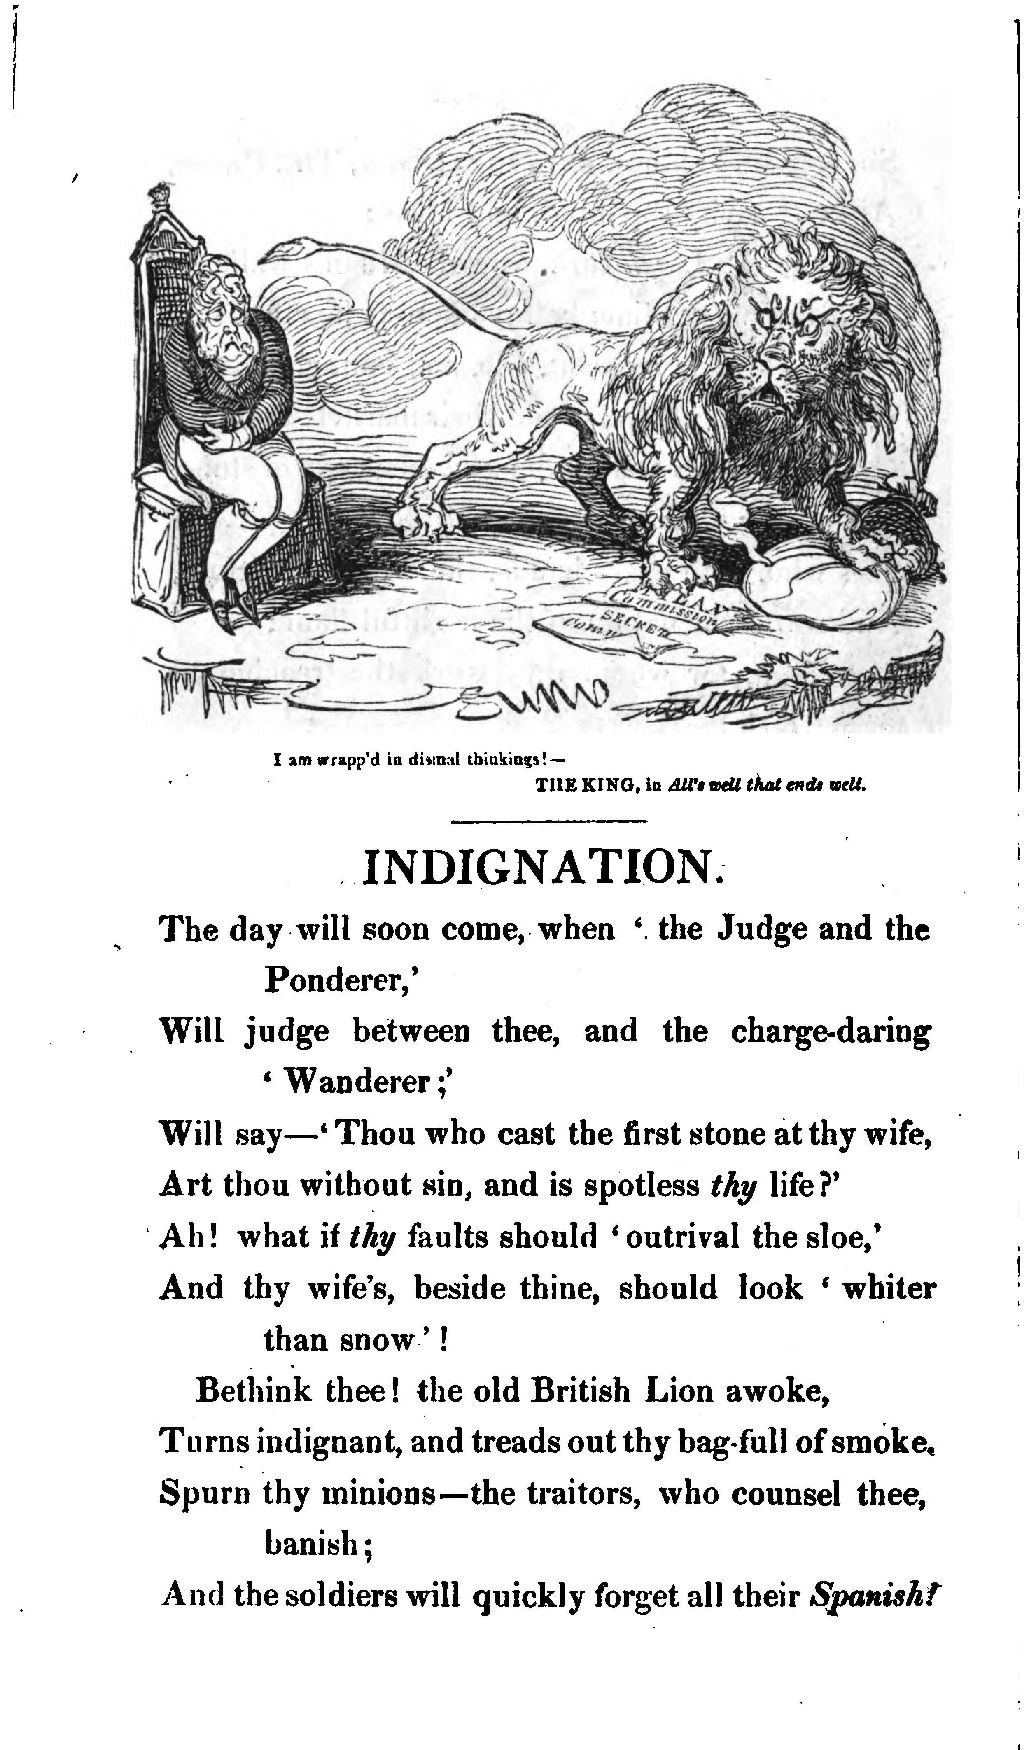 MILAN
Commission
SECRET
Comm
I am wrapp'd in dismal thinkings!—
THE KING, in All's well that ends well.
INDIGNATION.
The day will soon come, when ‘ the Judge and the
Ponderer,’
Will judge between thee, and the charge-daring
‘ Wanderer;’
Will say—‘ Thou who cast the first stone at thy wife,
Art thou without sin, and is spotless thy life?’
Ah! what if thy faults should ‘ outrival the sloe,’
And thy wife's, beside thine, should look ‘ whiter
than snow ’ !
Bethink thee! the old British Lion awoke,
Turns indignant, and treads out thy bag-full of smoke.
Spurn thy minions—the traitors, who counsel thee,
banish;
And the soldiers will quickly forget all their Spanish!